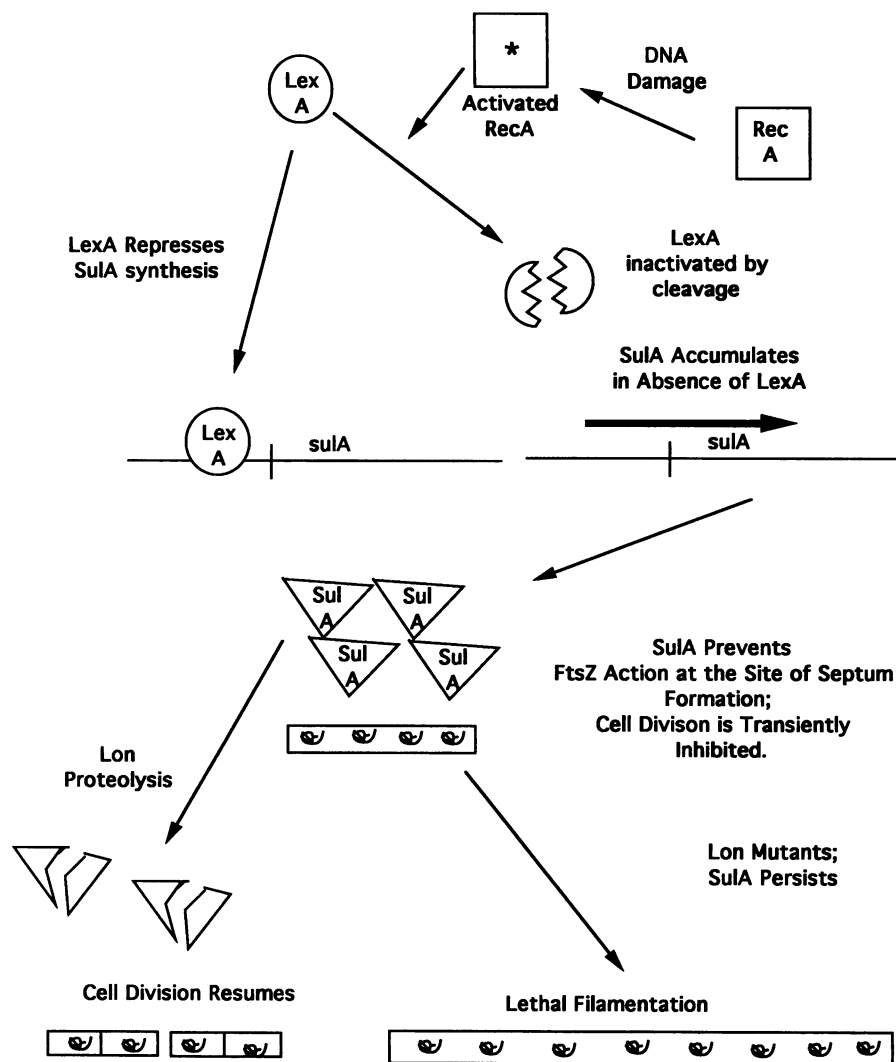 Lex
A
*
Activated
RecA
DNA
Damage
Rec
A
LexA Represses
SulA synthesis
LexA
inactivated by
cleavage
SulA Accumulates
in Absence of LexA
Lex
A
sulA
sulA
Sul
A
Sul
A
Sul
A
Sul
A
SulA Prevents
FtsZ Action at the Site of Septum
Formation;
Cell Divison is Transiently
Inhibited.
Lon
Proteolysis
Lon Mutants;
SulA Persists
Cell Division Resumes
Lethal Filamentation